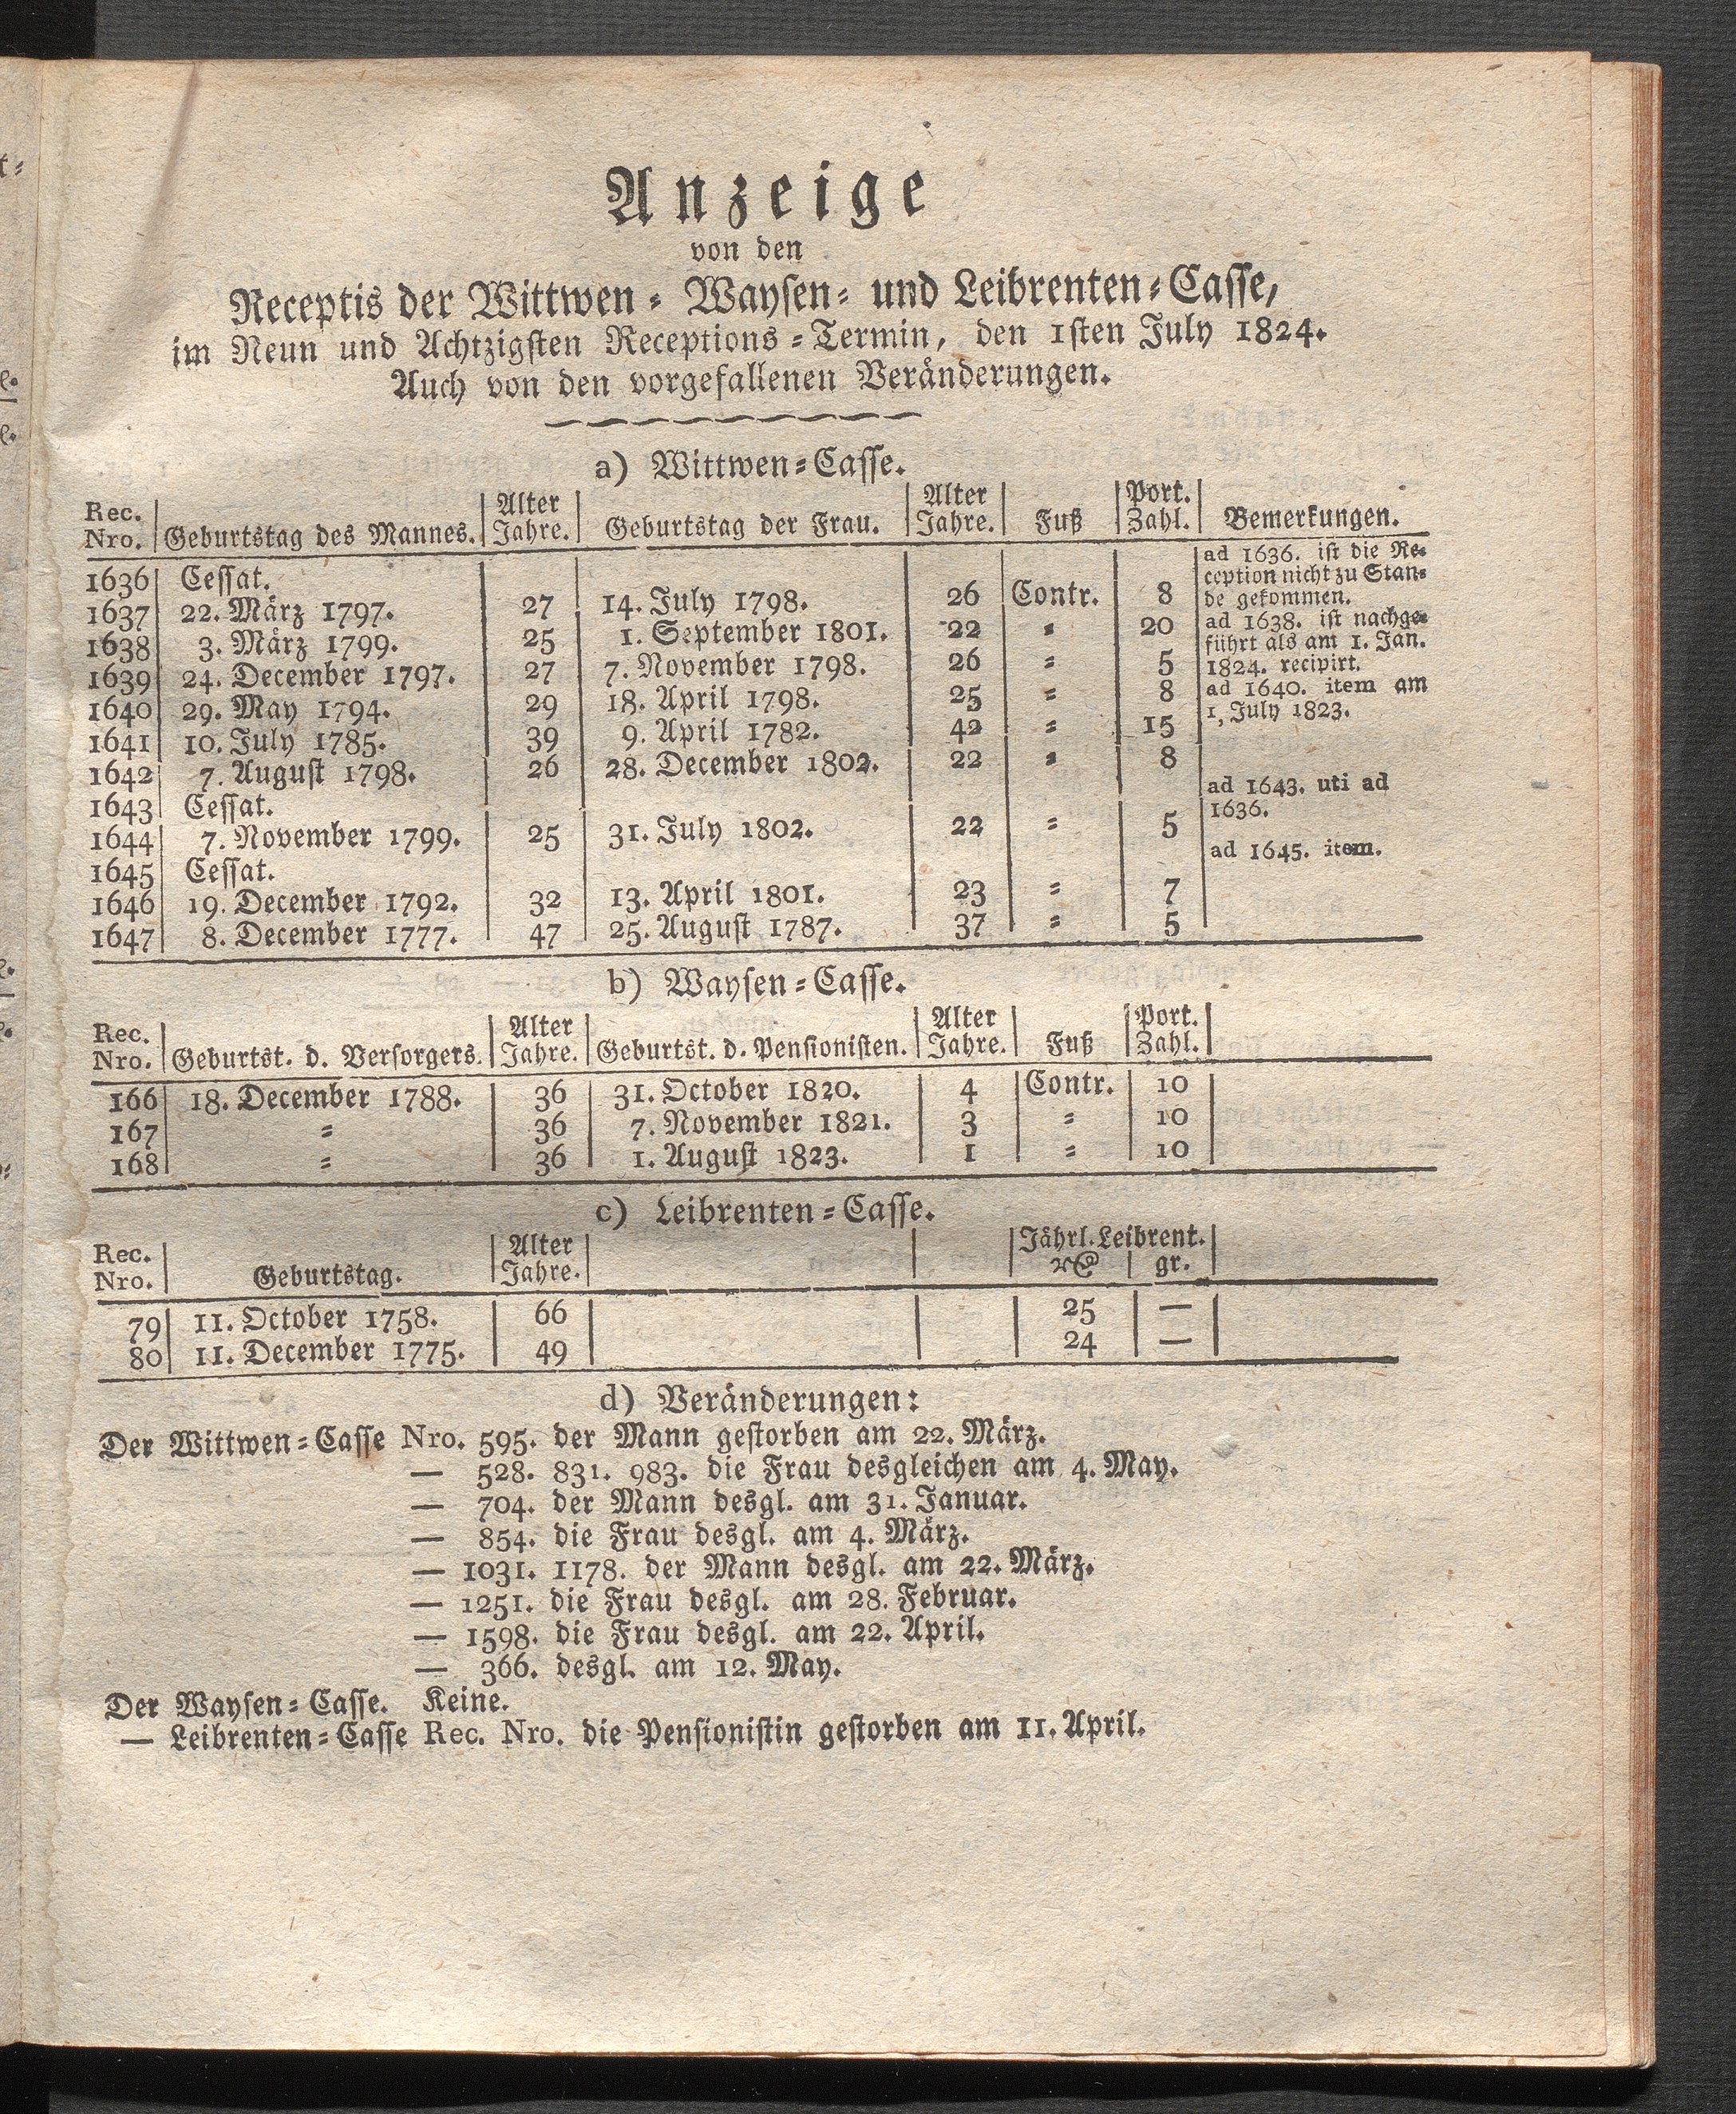 Anzeige
von den
Receptis der Wittwen- Waysen- und Leibrenten-Casse,
im Neun und Achtzigsten Receptions-Termin, den 1sten July 1824.
Auch von den vorgefallenen Veränderungen.
a) Wittwen-Casse.
Rec. Nro. | Geburtstag des Mannes. | Alter Jahre. | Geburtstag der Frau. | Alter Jahre. | Fuß | Port. Zahl. | Bemerkungen.
1636 | Cessat.
1637 | 22. März 1797. | 27 | 14. July 1798. | 26 | Contr. | 8
1638 | 3. März 1799. | 25 | 1. September 1801. | 22 | = | 20
1639 | 24. December 1797. | 27 | 7. November 1798. | 26 | = | 5
1640 | 29. May 1794. | 29 | 18. April 1798. | 25 | = | 8
1641 | 10. July 1785. | 39 | 9. April 1782. | 42 | = | 15
1642 | 7. August 1798. | 26 | 28. December 1802. | 22 | = | 8
1643 | Cessat.
1644 | 7. November 1799. | 25 | 31. July 1802. | 22 | = | 5
1645 | Cessat.
1646 | 19. December 1792. | 32 | 13. April 1801. | 23 | = | 7
1647 | 8. December 1777. | 47 | 25. August 1787. | 37 | = | 5
ad 1636. ist die Re-
ception nicht zu Stan-
de gekommen.
ad 1638. ist nachge-
führt als am 1. Jan.
1824. recipirt.
ad 1640. item am
1, July 1823.
ad 1643. uti ad
1636.
ad 1645. item.
b) Waysen-Casse.
Rec. Nro. | Geburtst. d. Versorgers. | Alter Jahre. | Geburtst. d. Pensionisten. | Alter Jahre. | Fuß | Port. Zahl.
166 | 18. December 1788. | 36 | 31. October 1820. | 4 | Contr. | 10
167 | = | 36 | 7. November 1821. | 3 | = | 10
168 | = | 36 | 1. August 1823. | 1 | = | 10
c) Leibrenten-Casse.
Rec. Nro. | Geburtstag. | Alter Jahre. | Jährl. Leibrent. | gr.
79 | 11. October 1758. | 66 | 25 | —
80 | 11. December 1775. | 49 | 24 | —
d) Veränderungen:
Der Wittwen-Casse Nro. 595. der Mann gestorben am 22. März.
— 528. 831. 983. die Frau desgleichen am 4. May.
— 704. der Mann desgl. am 31. Januar.
— 854. die Frau desgl. am 4. März.
— 1031. 1178. der Mann desgl. am 22. März.
— 1251. die Frau desgl. am 28. Februar.
— 1598. die Frau desgl. am 22. April.
— 366. desgl. am 12. May.
Der Waysen-Casse. Keine.
— Leibrenten-Casse Rec. Nro. die Pensionistin gestorben am 11. April.